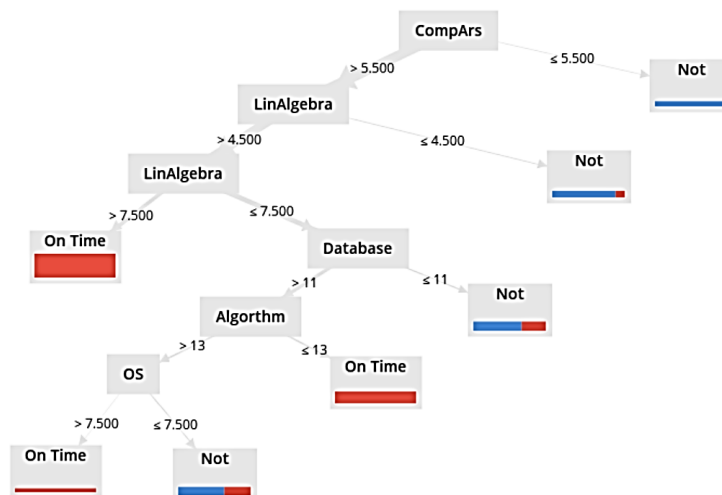 CompArs
> 5.500
≤ 5.500
Not
LinAlgebra
> 4.500
≤ 4.500
Not
LinAlgebra
> 7.500
≤ 7.500
On Time
Database
> 11
≤ 11
Not
Algorthm
> 13
≤ 13
On Time
OS
> 7.500
≤ 7.500
On Time
Not